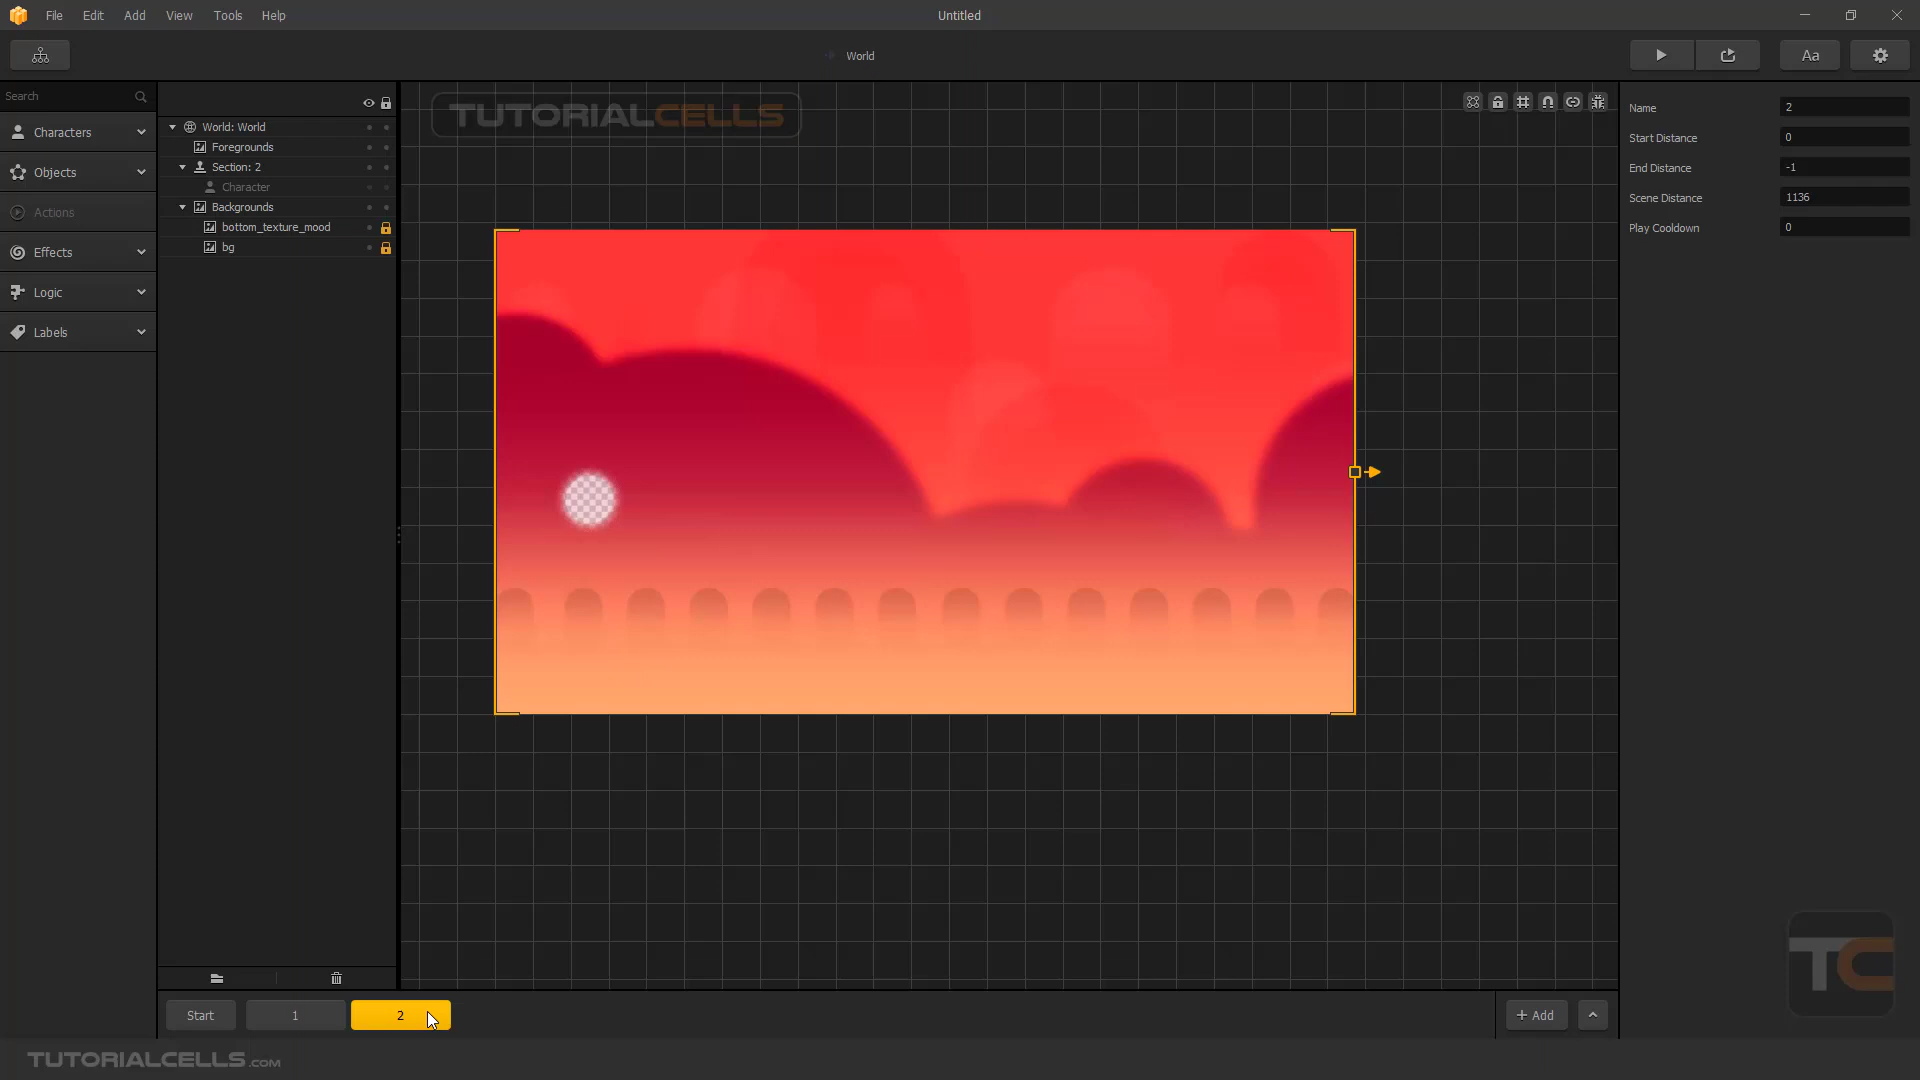 File Edit Add View Tools Help
Untitled
World
Aa
Search
Characters
Objects
Actions
Effects
Logic
Labels
World: World
Foregrounds
Section: 2
Character
Backgrounds
bottom_texture_mood
bg
TUTORIALCELLS
Name 2
Start Distance 0
End Distance -1
Scene Distance 1136
Play Cooldown 0
TC
Start 1 2
+ Add
TUTORIALCELLS.COM